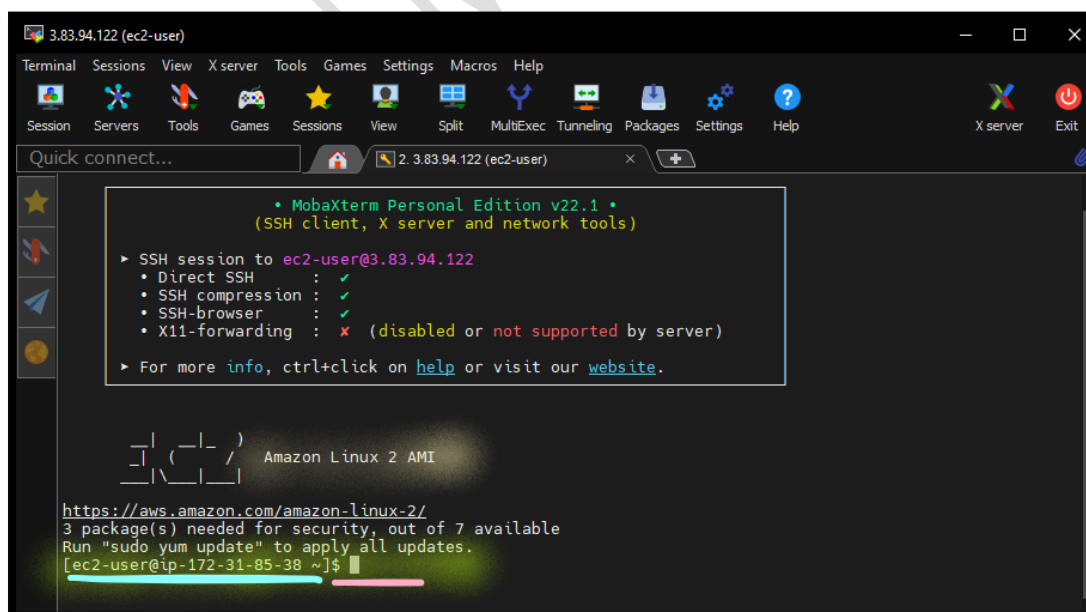 3.83.94.122 (ec2-user)
Terminal Sessions View X server Tools Games Settings Macros Help
Session Servers Tools Games Sessions View Split MultiExec Tunneling Packages Settings Help X server Exit
Quick connect... 2. 3.83.94.122 (ec2-user)
• MobaXterm Personal Edition v22.1 •
(SSH client, X server and network tools)
➤ SSH session to ec2-user@3.83.94.122
• Direct SSH : ✔
• SSH compression : ✔
• SSH-browser : ✔
• X11-forwarding : ✘ (disabled or not supported by server)
➤ For more info, ctrl+click on help or visit our website.
__| __|_ )
_| ( / Amazon Linux 2 AMI
___|\___|___|
https://aws.amazon.com/amazon-linux-2/
3 package(s) needed for security, out of 7 available
Run "sudo yum update" to apply all updates.
[ec2-user@ip-172-31-85-38 ~]$